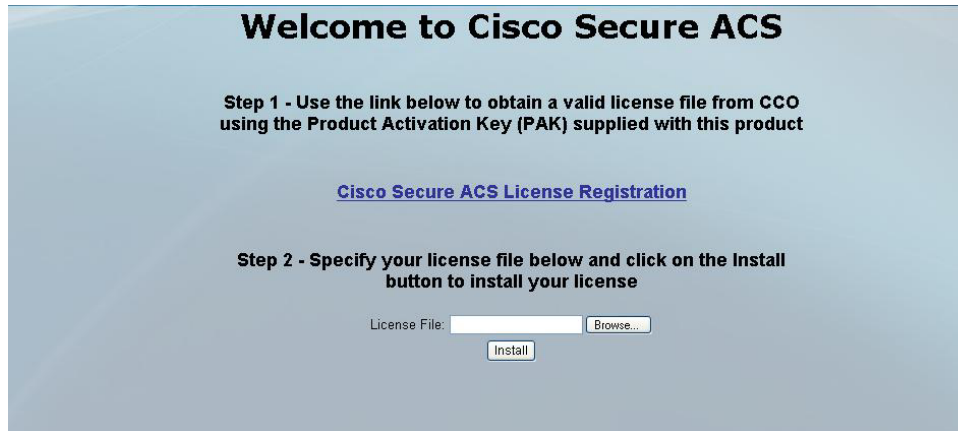 Welcome to Cisco Secure ACS
Step 1 - Use the link below to obtain a valid license file from CCO
using the Product Activation Key (PAK) supplied with this product
Cisco Secure ACS License Registration
Step 2 - Specify your license file below and click on the Install
button to install your license
License File: Browse...
Install